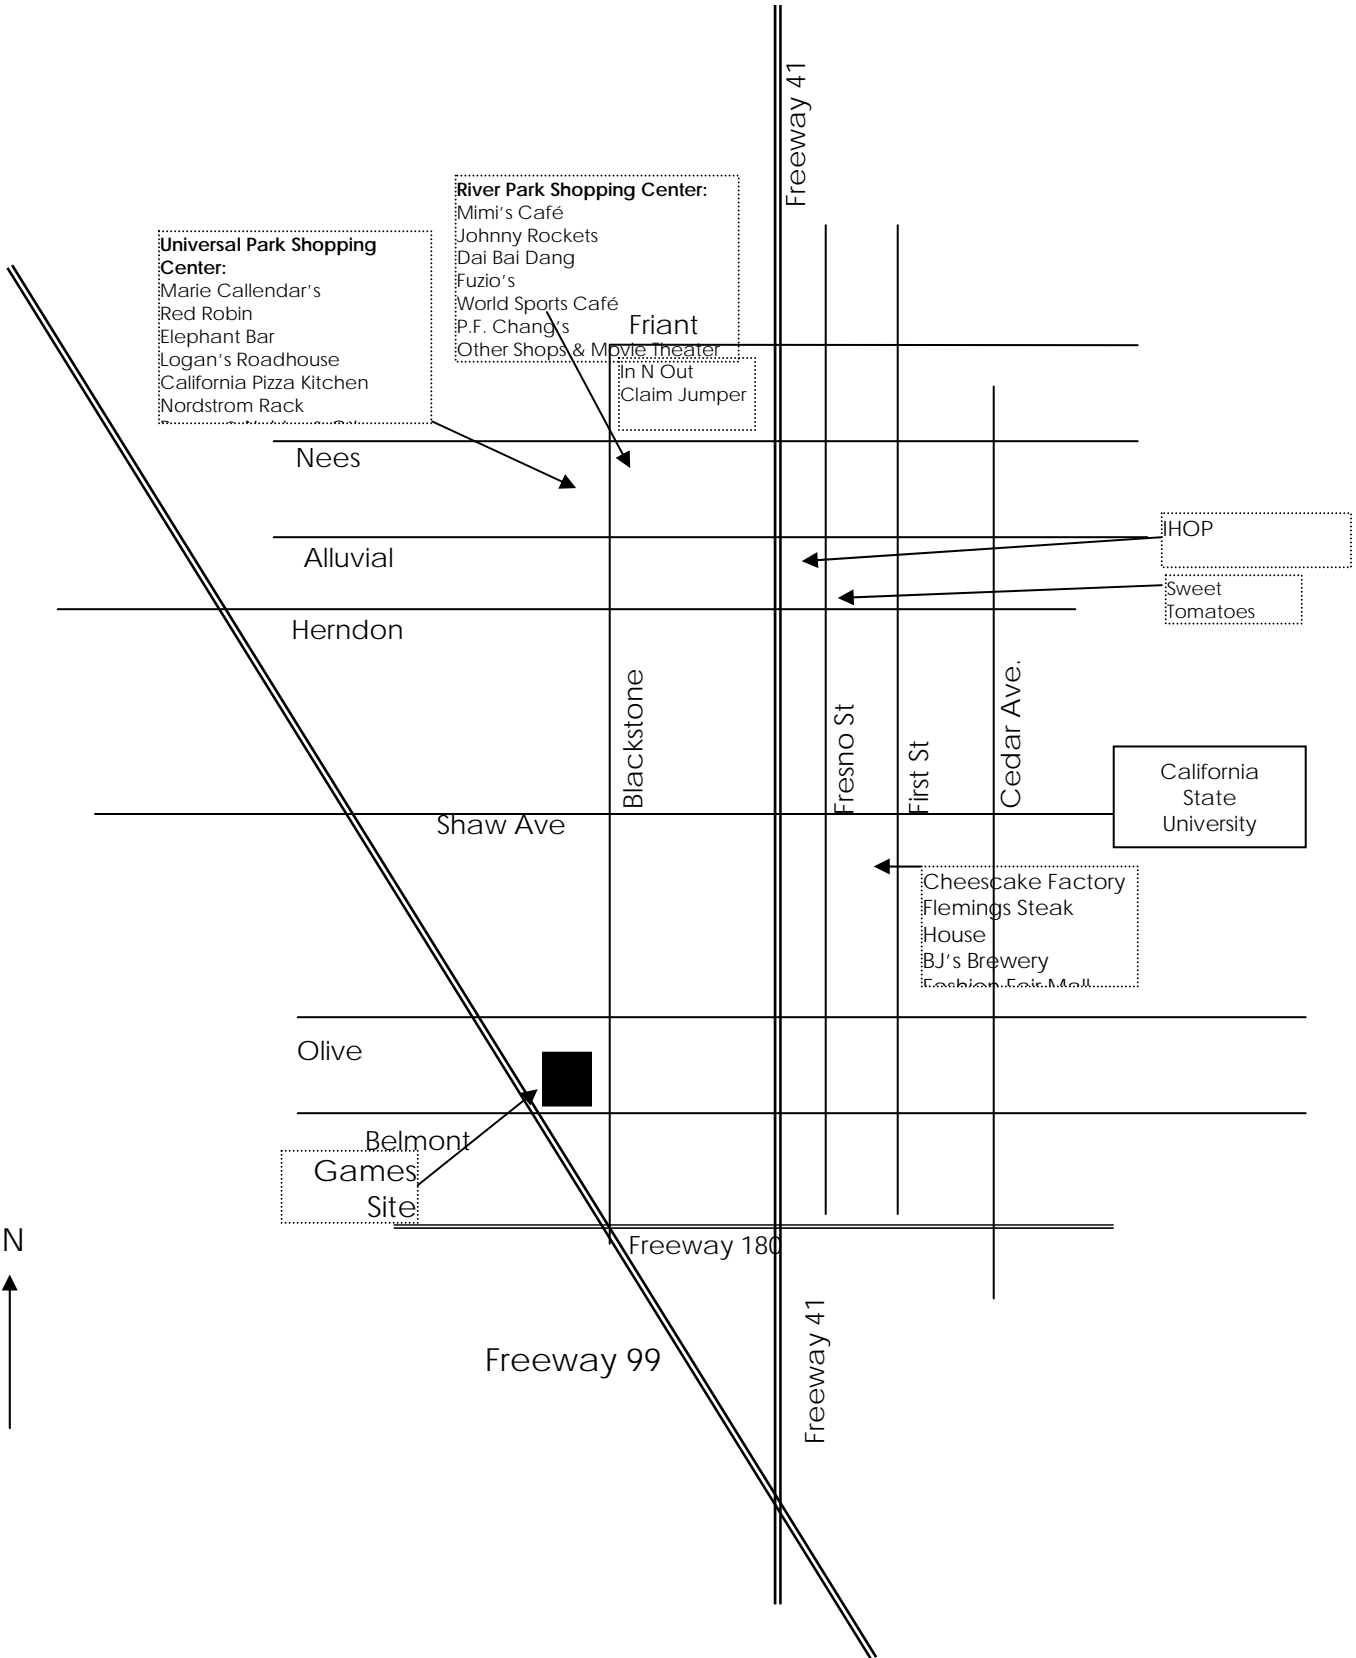 Freeway 41
River Park Shopping Center:
Mimi's Café
Johnny Rockets
Dai Bai Dang
Fuzio's
World Sports Café
P.F. Chang's
Other Shops & Movie Theater
Universal Park Shopping
Center:
Marie Callendar's
Red Robin
Elephant Bar
Logan's Roadhouse
California Pizza Kitchen
Nordstrom Rack
Friant
In N Out
Claim Jumper
Nees
Alluvial
IHOP
Sweet
Tomatoes
Herndon
Blackstone
Fresno St
First St
Cedar Ave.
California
State
University
Shaw Ave
Cheescake Factory
Flemings Steak
House
BJ's Brewery
Fashion Fair Mall
Olive
Belmont
Games
Site
N
Freeway 180
Freeway 99
Freeway 41